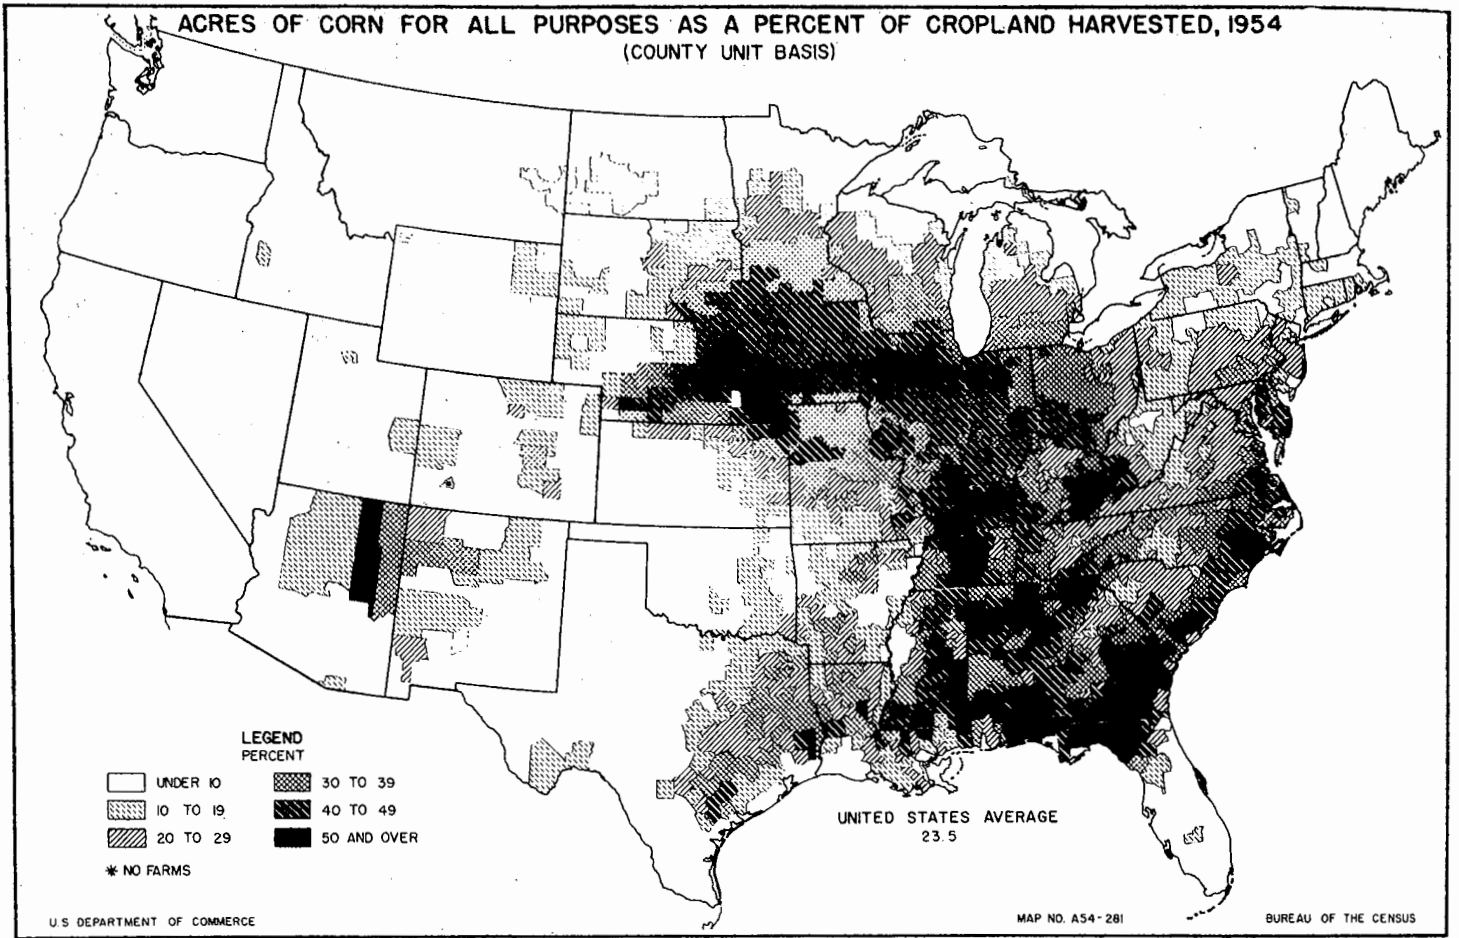 ACRES OF CORN FOR ALL PURPOSES AS A PERCENT OF CROPLAND HARVESTED, 1954
(COUNTY UNIT BASIS)
LEGEND
PERCENT
UNDER 10
10 TO 19
20 TO 29
30 TO 39
40 TO 49
50 AND OVER
* NO FARMS
UNITED STATES AVERAGE
23.5
U.S DEPARTMENT OF COMMERCE
MAP NO. A54-281
BUREAU OF THE CENSUS